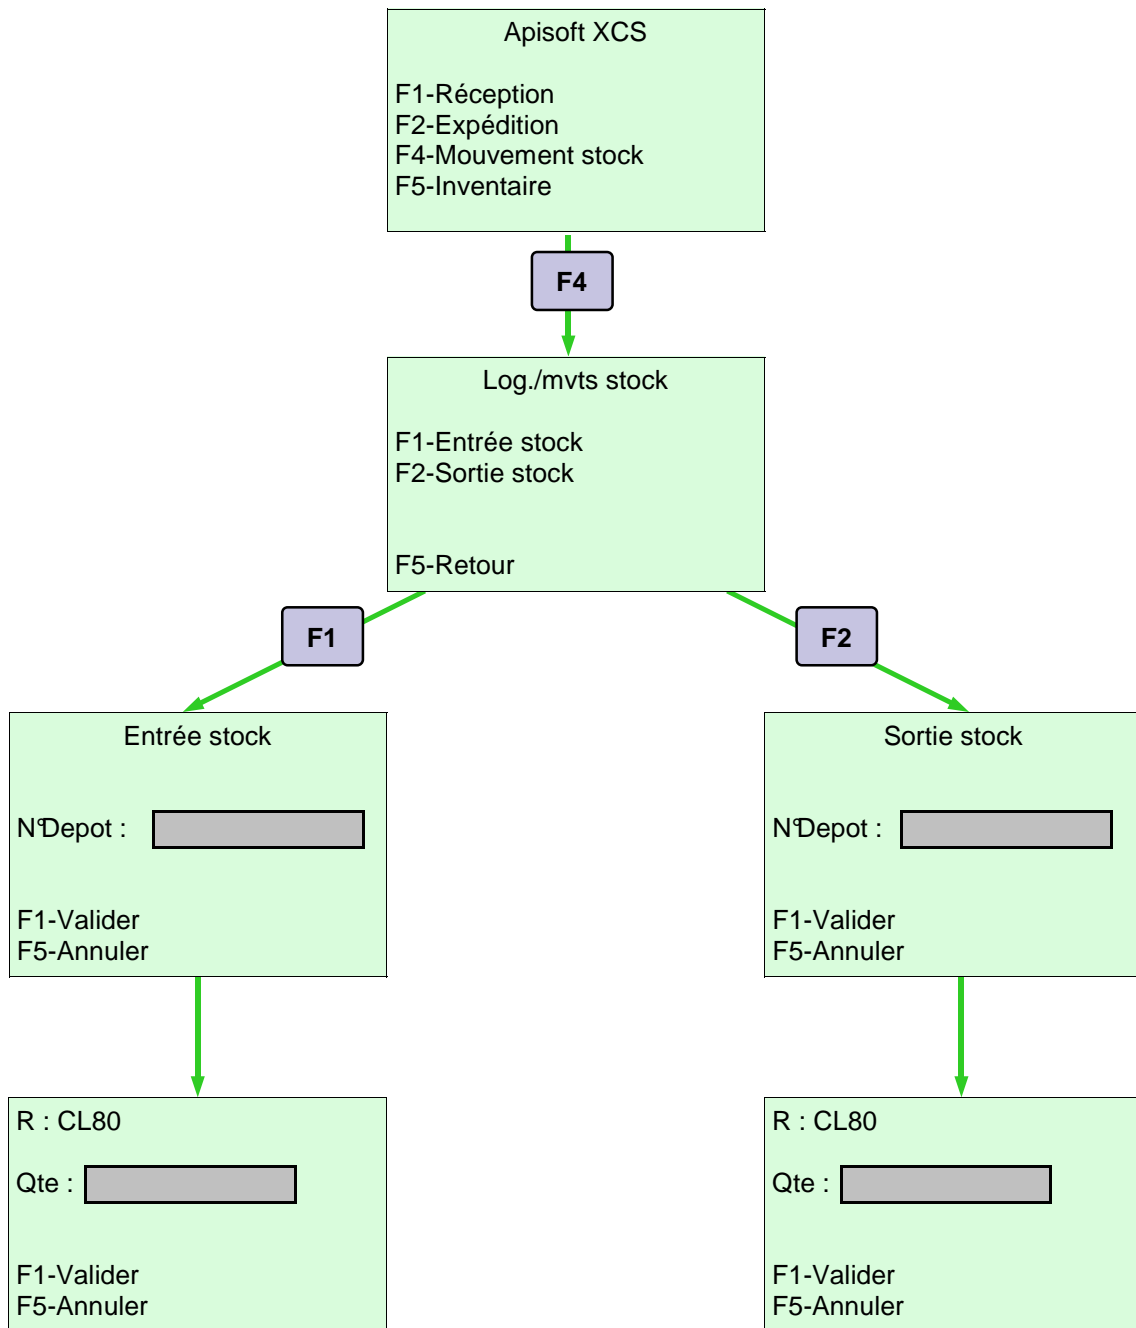 Apisoft XCS
F1-Réception
F2-Expédition
F4-Mouvement stock
F5-Inventaire
F4
Log./mvts stock
F1-Entrée stock
F2-Sortie stock
F5-Retour
F1
F2
Entrée stock
N°Depot :
F1-Valider
F5-Annuler
Sortie stock
N°Depot :
F1-Valider
F5-Annuler
R : CL80
Qte :
F1-Valider
F5-Annuler
R : CL80
Qte :
F1-Valider
F5-Annuler